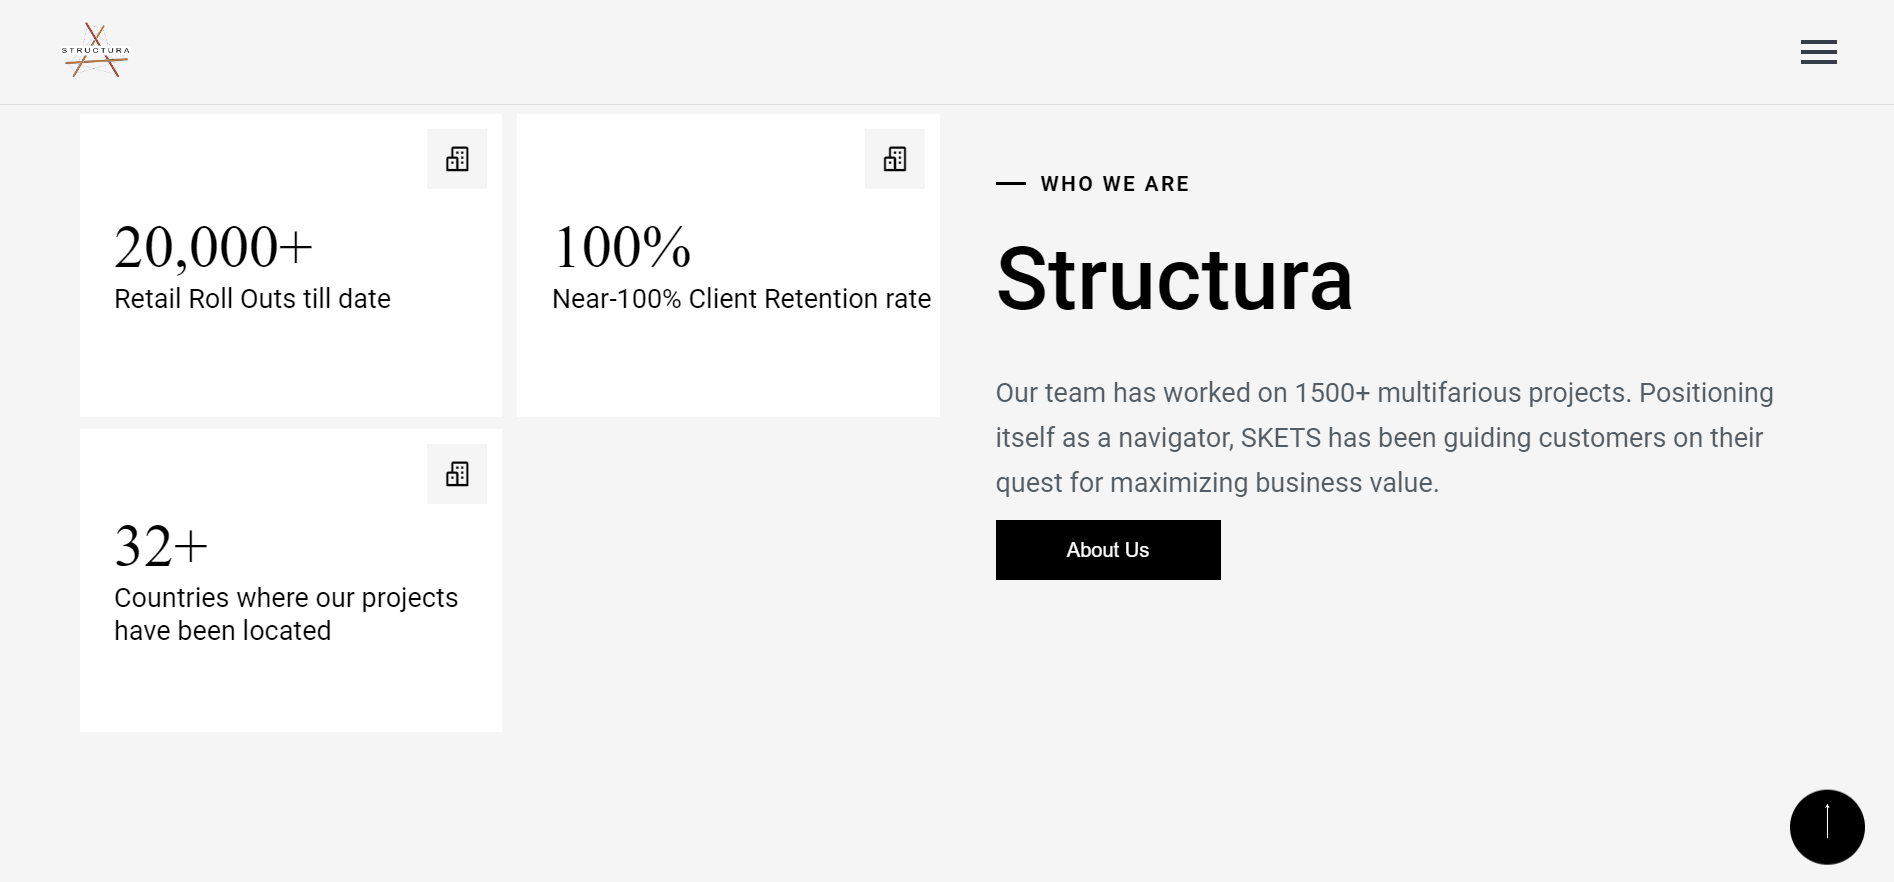 STRUCTURA
20,000+
Retail Roll Outs till date
100%
Near-100% Client Retention rate
32+
Countries where our projects
have been located
WHO WE ARE
Structura
Our team has worked on 1500+ multifarious projects. Positioning
itself as a navigator, SKETS has been guiding customers on their
quest for maximizing business value.
About Us